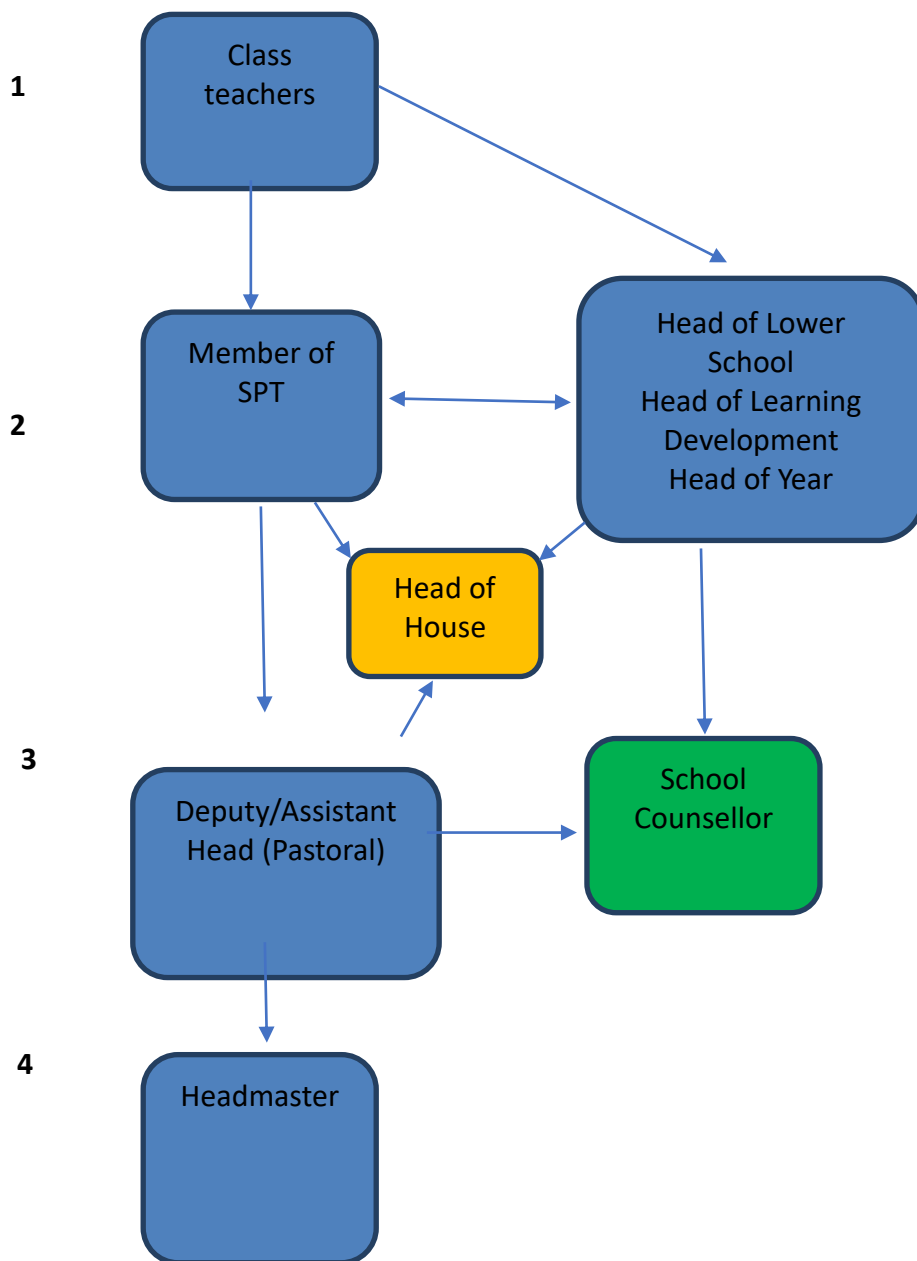 1
Class
teachers
2
Member of
SPT
Head of Lower
School
Head of Learning
Development
Head of Year
Head of
House
3
Deputy/Assistant
Head (Pastoral)
School
Counsellor
4
Headmaster